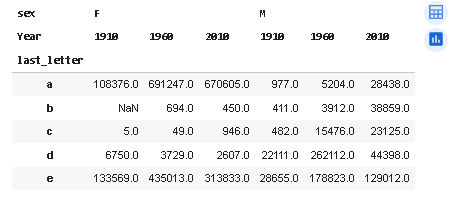 sex F M
Year 1910 1960 2010 1910 1960 2010
last_letter
a 108376.0 691247.0 670605.0 977.0 5204.0 28438.0
b NaN 694.0 450.0 411.0 3912.0 38859.0
c 5.0 49.0 946.0 482.0 15476.0 23125.0
d 6750.0 3729.0 2607.0 22111.0 262112.0 44398.0
e 133569.0 435013.0 313833.0 28655.0 178823.0 129012.0